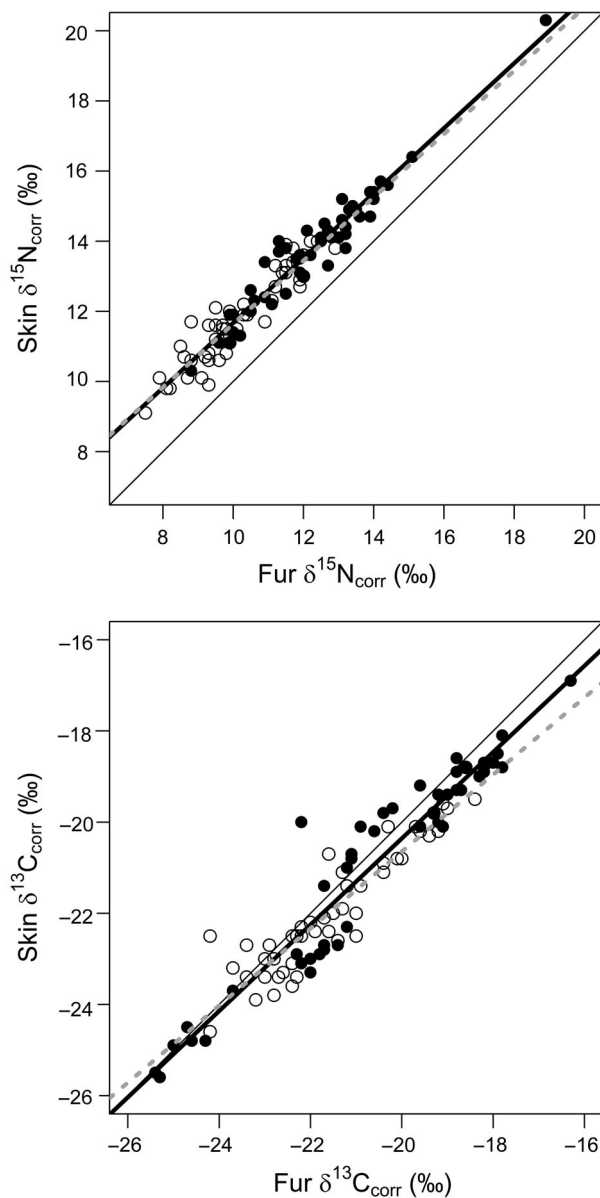 20
18
16
14
12
10
8
Skin δ¹⁵Ncorr (‰)
8 10 12 14 16 18 20
Fur δ¹⁵Ncorr (‰)
−16
−18
−20
−22
−24
−26
Skin δ¹³Ccorr (‰)
−26 −24 −22 −20 −18 −16
Fur δ¹³Ccorr (‰)